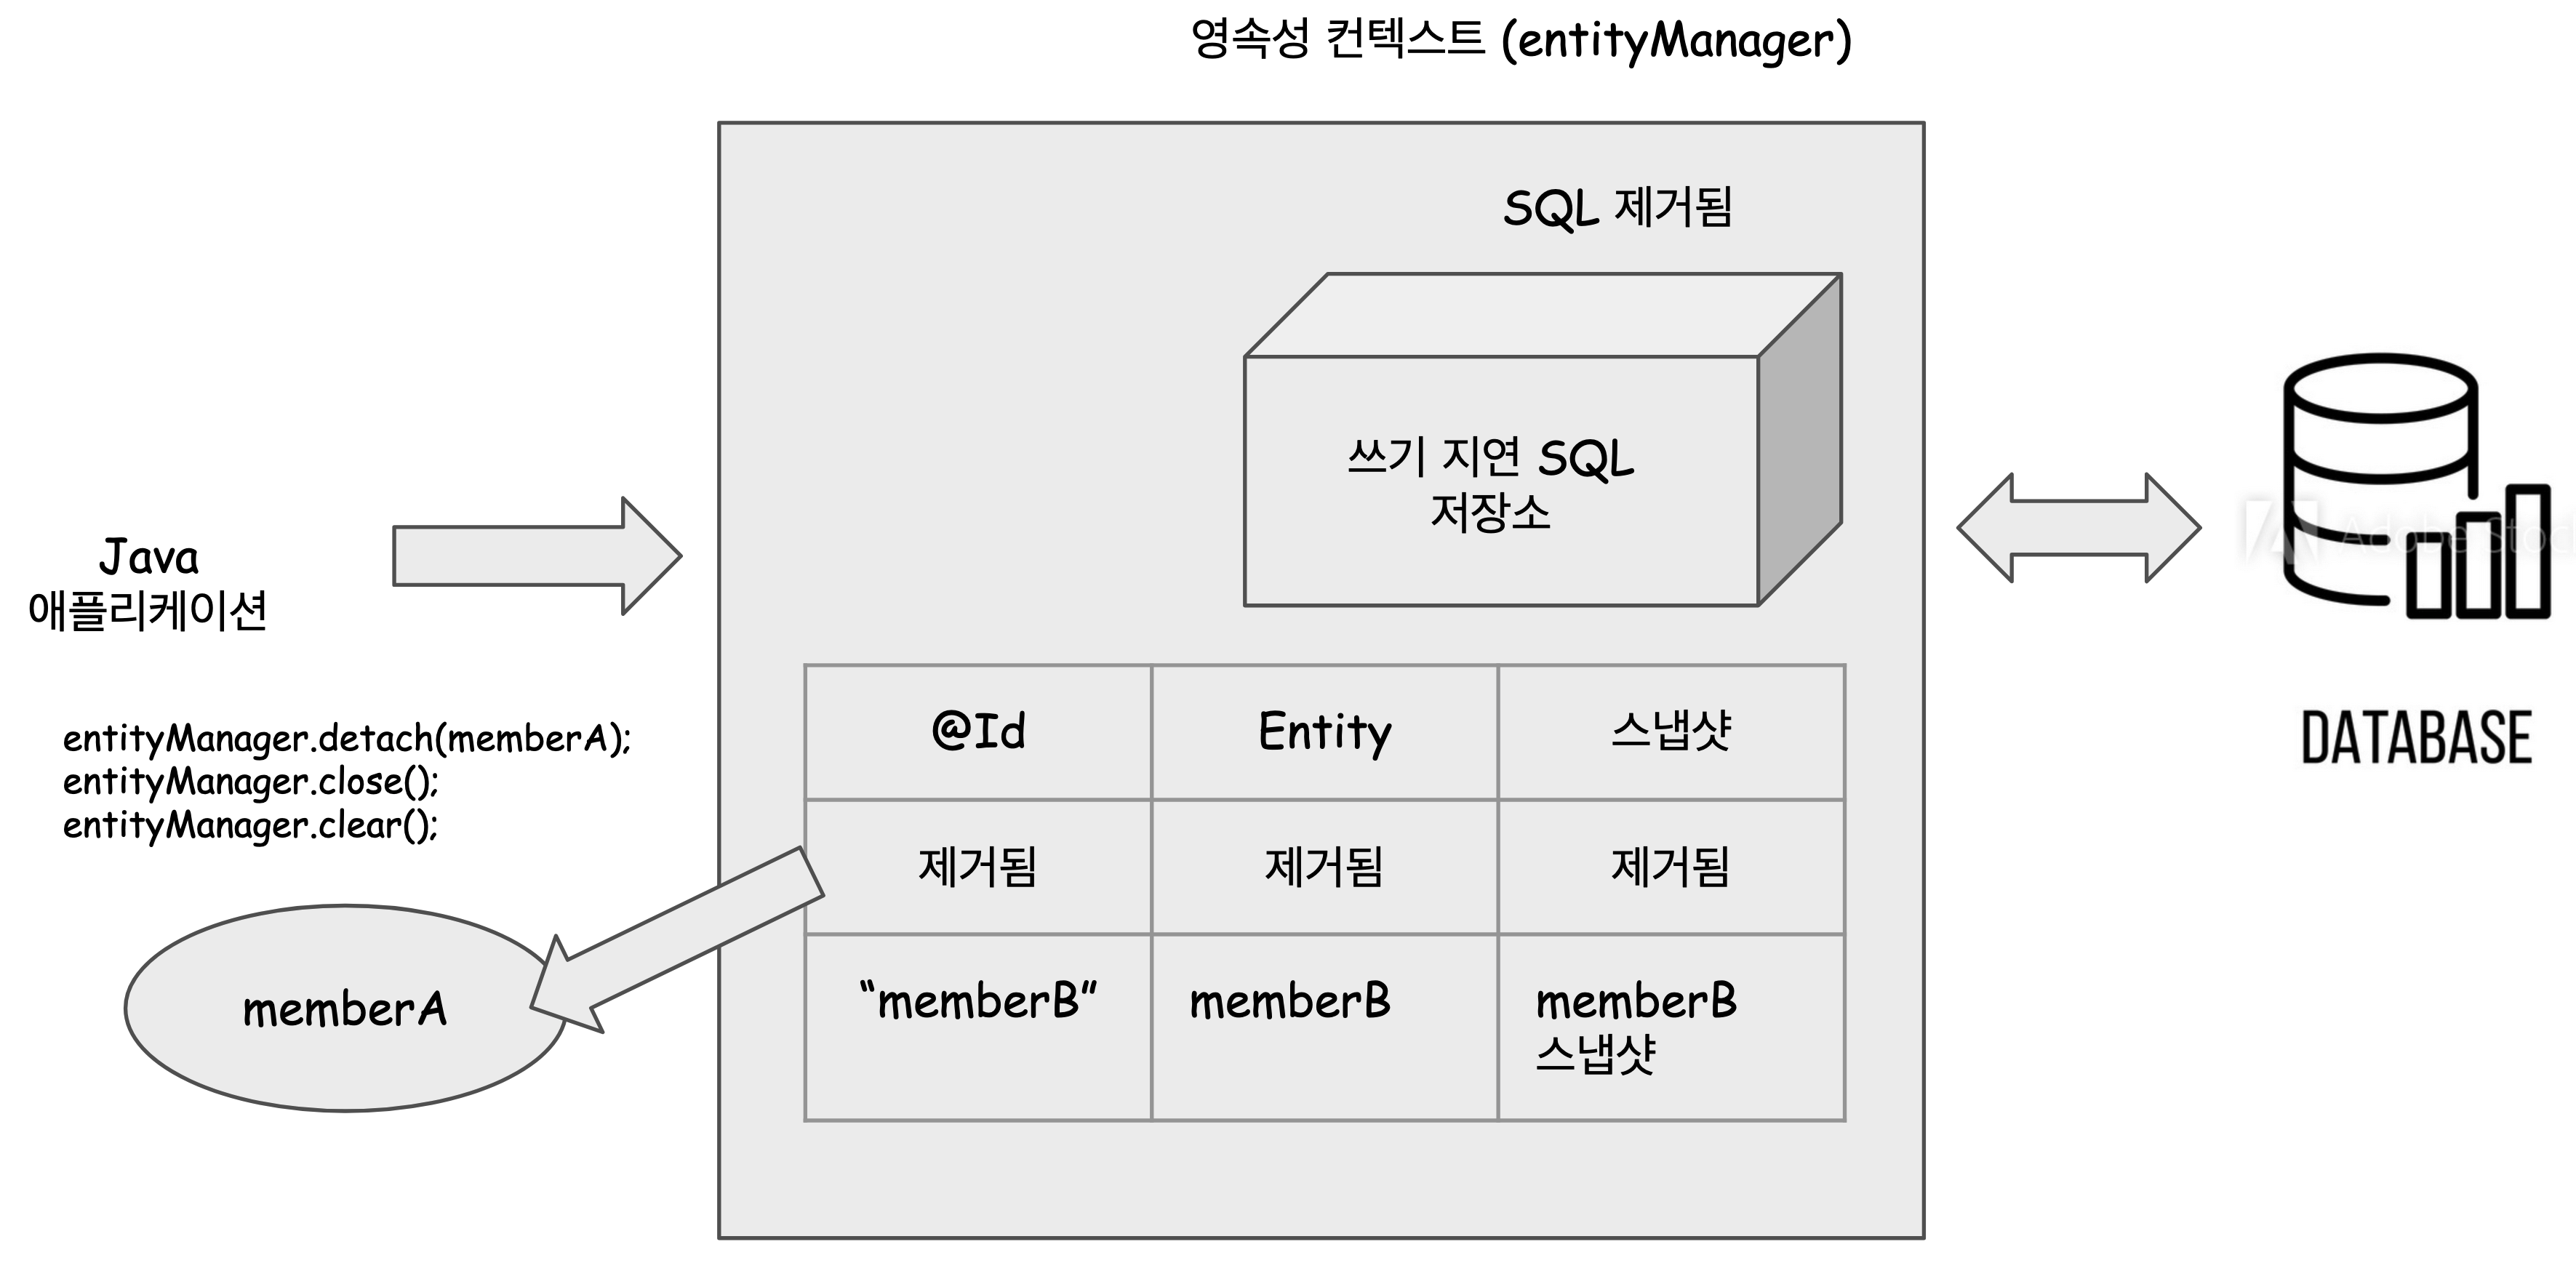 영속성 컨텍스트 (entityManager)
SQL 제거됨
쓰기 지연 SQL
저장소
Java
애플리케이션
entityManager.detach(memberA);
entityManager.close();
entityManager.clear();
memberA
@Id
Entity
스냅샷
제거됨
제거됨
제거됨
“memberB”
memberB
memberB
스냅샷
Adobe Stoc
DATABASE